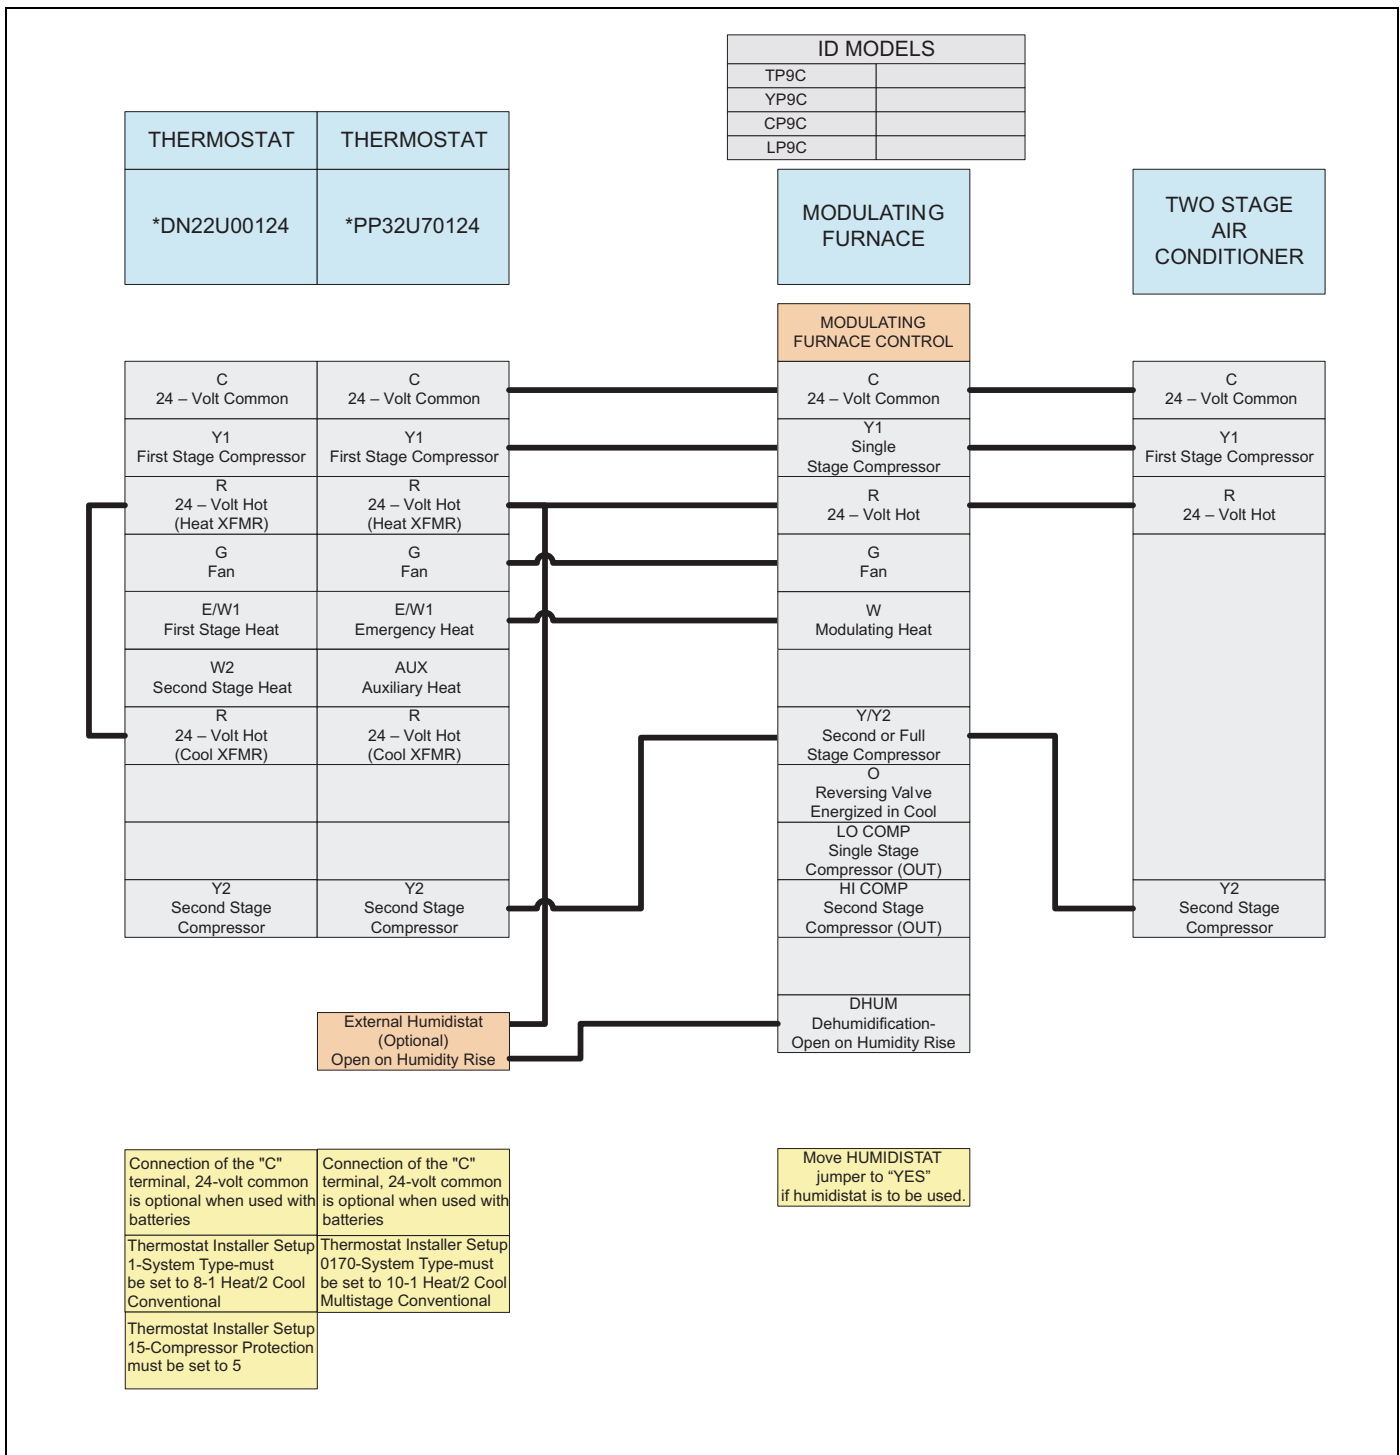 ID MODELS
TP9C
YP9C
CP9C
LP9C
THERMOSTAT
THERMOSTAT
*DN22U00124
*PP32U70124
MODULATING
FURNACE
TWO STAGE
AIR
CONDITIONER
MODULATING
FURNACE CONTROL
C
24 – Volt Common
C
24 – Volt Common
C
24 – Volt Common
C
24 – Volt Common
Y1
First Stage Compressor
Y1
First Stage Compressor
Y1
Single
Stage Compressor
Y1
First Stage Compressor
R
24 – Volt Hot
(Heat XFMR)
R
24 – Volt Hot
(Heat XFMR)
R
24 – Volt Hot
R
24 – Volt Hot
G
Fan
G
Fan
G
Fan
E/W1
First Stage Heat
E/W1
Emergency Heat
W
Modulating Heat
W2
Second Stage Heat
AUX
Auxiliary Heat
R
24 – Volt Hot
(Cool XFMR)
R
24 – Volt Hot
(Cool XFMR)
Y/Y2
Second or Full
Stage Compressor
O
Reversing Valve
Energized in Cool
LO COMP
Single Stage
Compressor (OUT)
Y2
Second Stage
Compressor
Y2
Second Stage
Compressor
HI COMP
Second Stage
Compressor (OUT)
Y2
Second Stage
Compressor
External Humidistat
(Optional)
Open on Humidity Rise
DHUM
Dehumidification-
Open on Humidity Rise
Connection of the "C"
terminal, 24-volt common
is optional when used with
batteries
Connection of the "C"
terminal, 24-volt common
is optional when used with
batteries
Move HUMIDISTAT
jumper to “YES”
if humidistat is to be used.
Thermostat Installer Setup
1-System Type-must
be set to 8-1 Heat/2 Cool
Conventional
Thermostat Installer Setup
0170-System Type-must
be set to 10-1 Heat/2 Cool
Multistage Conventional
Thermostat Installer Setup
15-Compressor Protection
must be set to 5